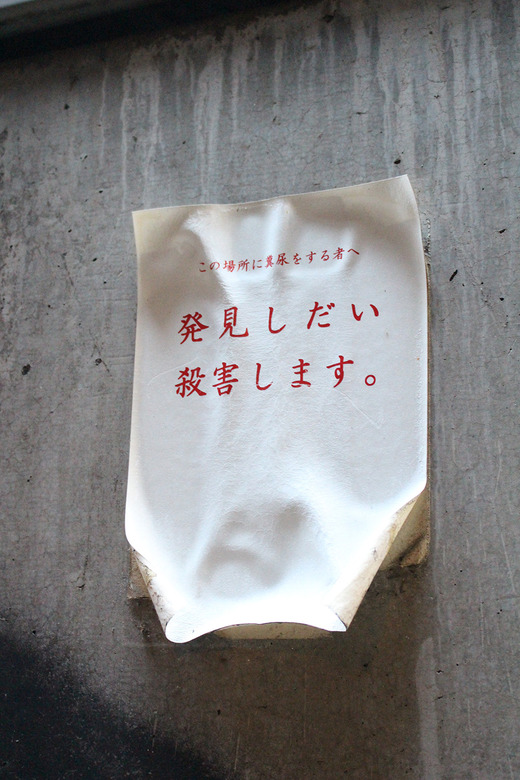 この場所に糞尿をする者へ
発見しだい
殺害します。